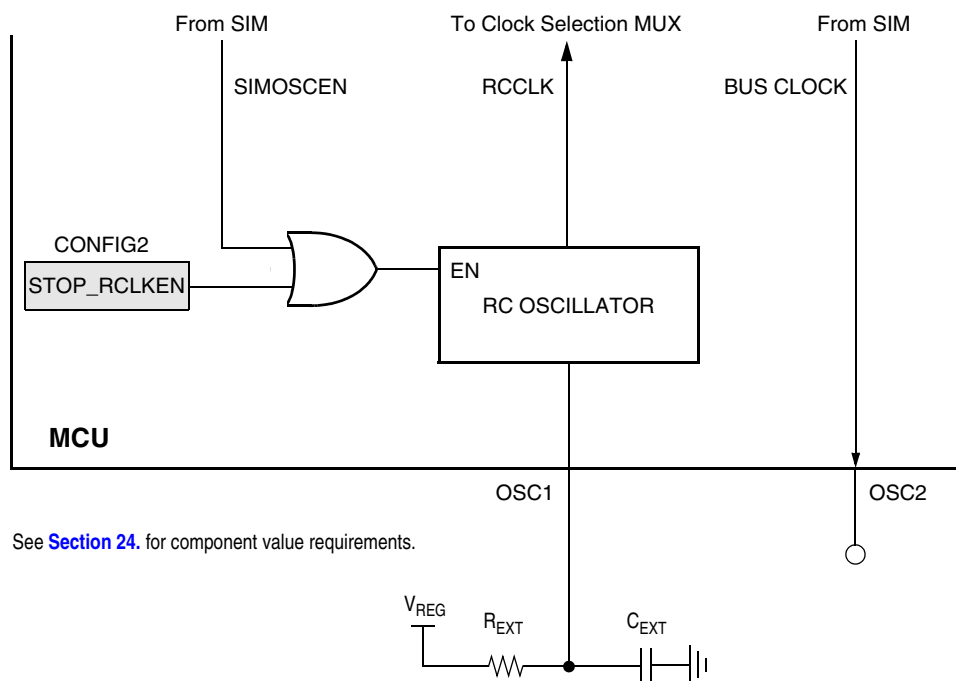 From SIM
To Clock Selection MUX
From SIM
SIMOSCEN
RCCLK
BUS CLOCK
CONFIG2
STOP_RCLKEN
EN
RC OSCILLATOR
MCU
OSC1
OSC2
See Section 24. for component value requirements.
VREG
REXT
CEXT